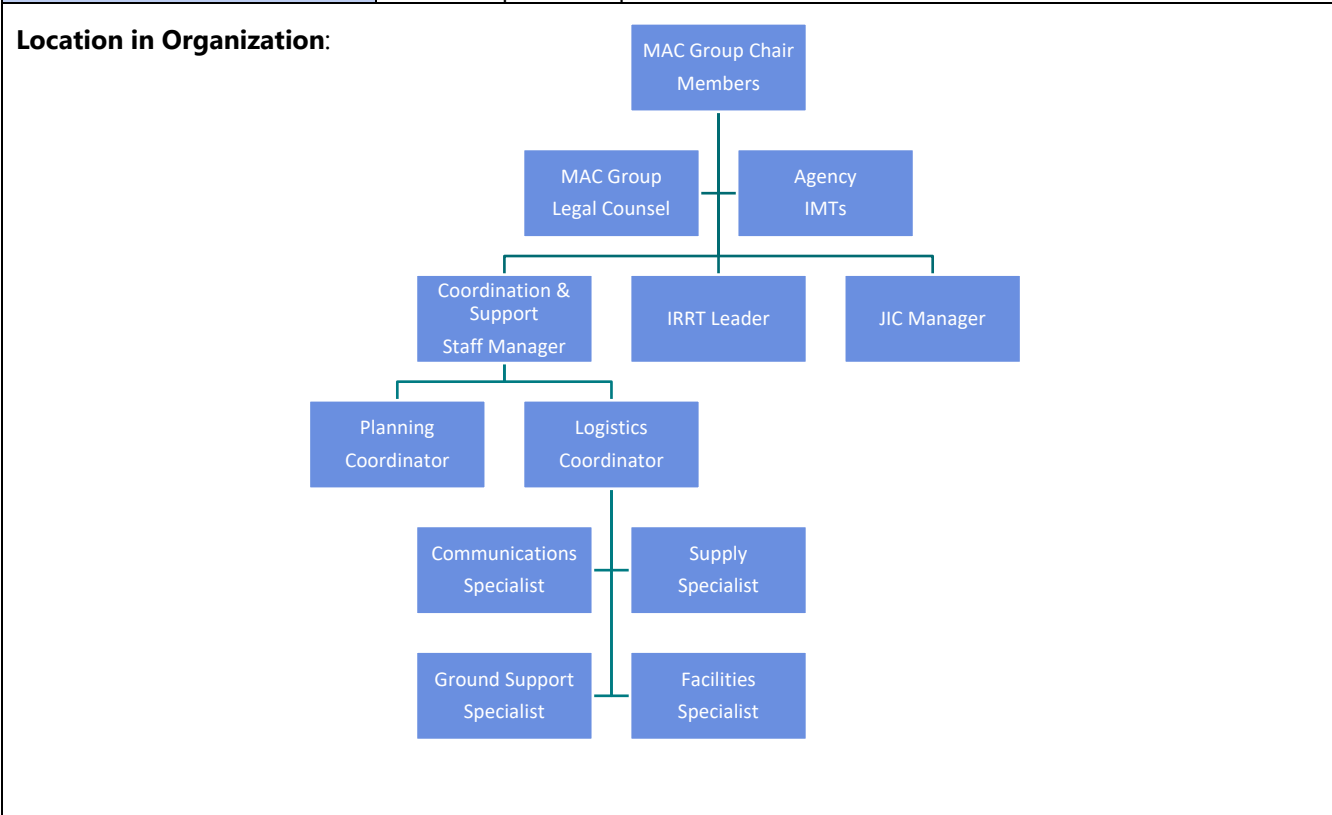 Location in Organization:
MAC Group Chair
Members
MAC Group
Legal Counsel
Agency
IMTs
Coordination &
Support
Staff Manager
IRRT Leader
JIC Manager
Planning
Coordinator
Logistics
Coordinator
Communications
Specialist
Supply
Specialist
Ground Support
Specialist
Facilities
Specialist